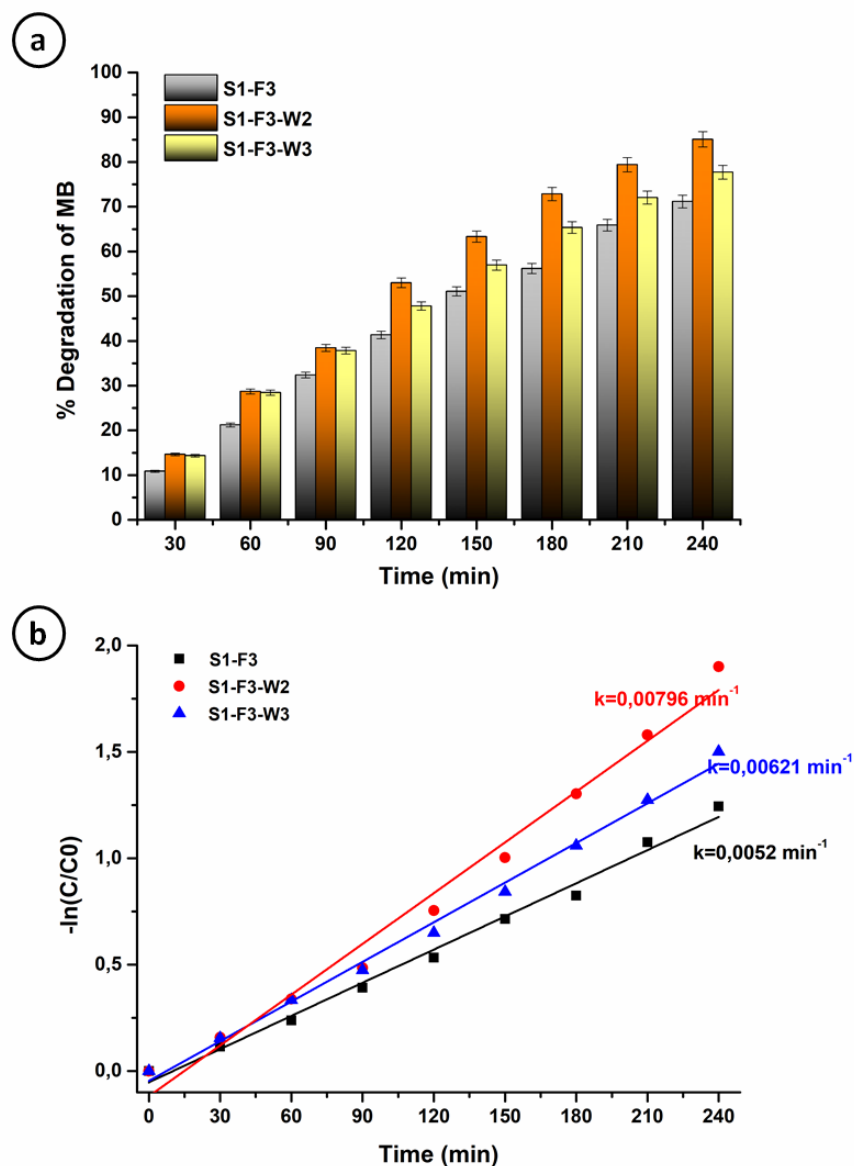 a
S1-F3
S1-F3-W2
S1-F3-W3
% Degradation of MB
100
90
80
70
60
50
40
30
20
10
0
30 60 90 120 150 180 210 240
Time (min)
b
S1-F3
S1-F3-W2
S1-F3-W3
k=0,00796 min⁻¹
k=0,00621 min⁻¹
k=0,0052 min⁻¹
-ln(C/C0)
2,0
1,5
1,0
0,5
0,0
0 30 60 90 120 150 180 210 240
Time (min)